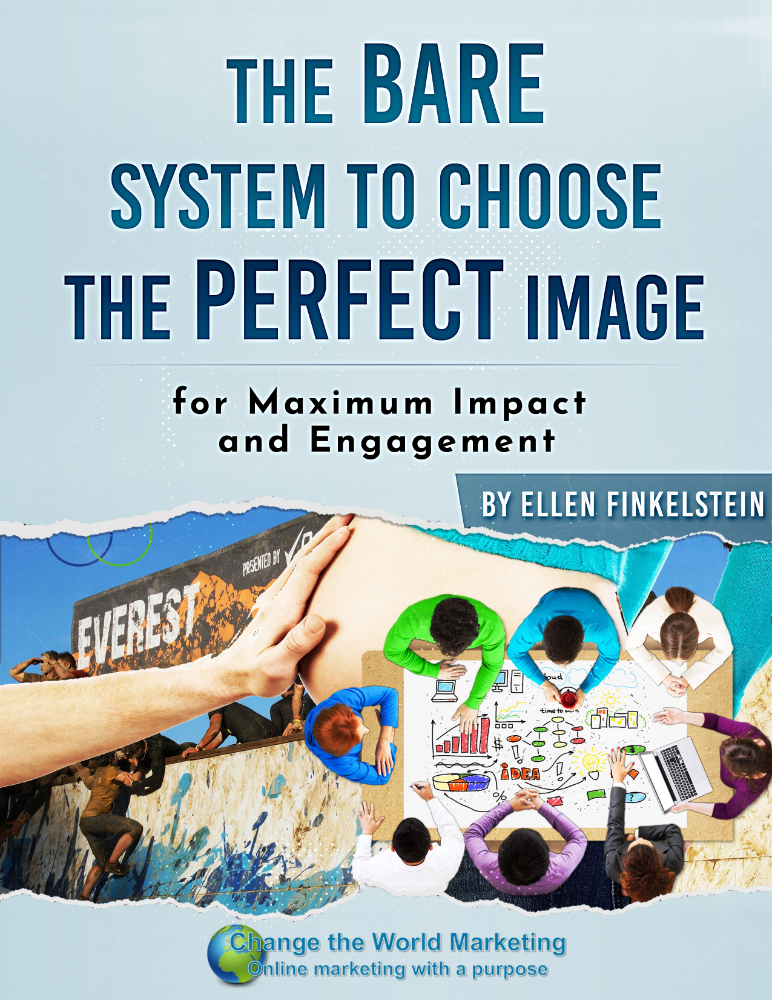 THE BARE
SYSTEM TO CHOOSE
THE PERFECT IMAGE
for Maximum Impact
and Engagement
BY ELLEN FINKELSTEIN
PRESENTED BY
EVEREST
loud
time to work
$
$
!
IDEA
!
%
?
Change the World Marketing
Online marketing with a purpose